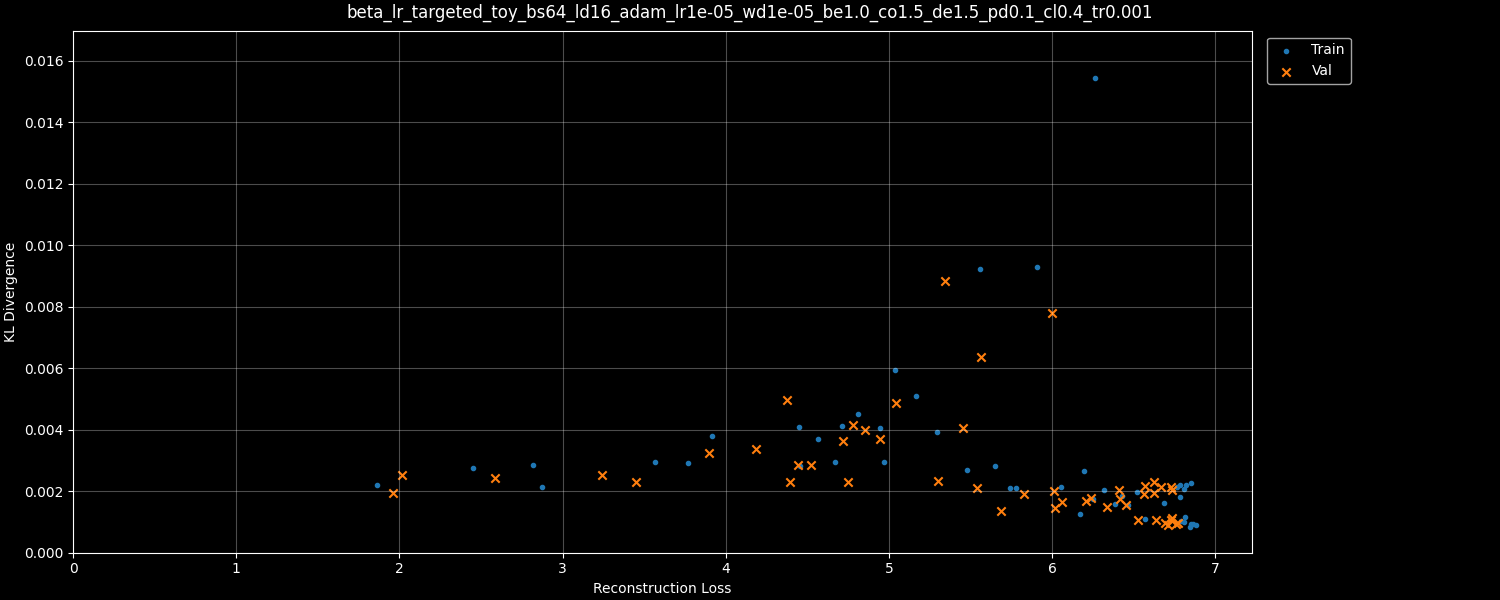 beta_lr_targeted_toy_bs64_ld16_adam_lr1e-05_wd1e-05_be1.0_co1.5_de1.5_pd0.1_cl0.4_tr0.001
Train
Val
0.016
0.014
0.012
0.010
0.008
0.006
0.004
0.002
0.000
KL Divergence
0 1 2 3 4 5 6 7
Reconstruction Loss